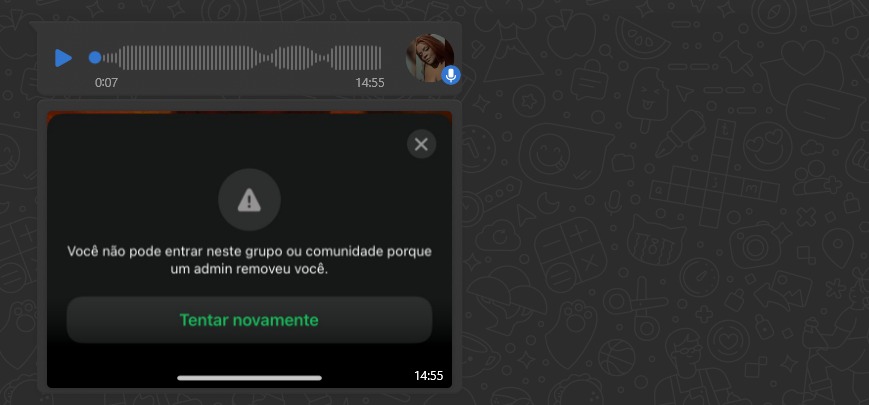 0:07
14:55
Você não pode entrar neste grupo ou comunidade porque
um admin removeu você.
Tentar novamente
14:55